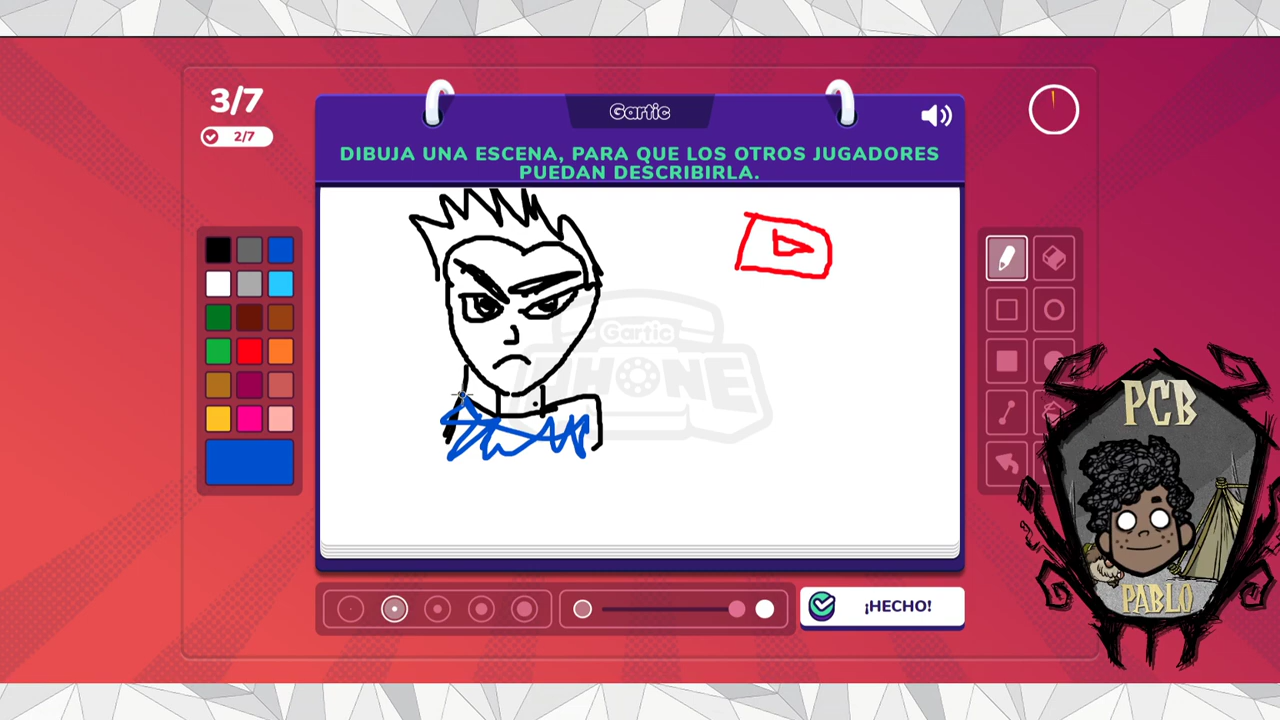 3/7
2/7
Gartic
DIBUJA UNA ESCENA, PARA QUE LOS OTROS JUGADORES
PUEDAN DESCRIBIRLA.
Gartic
PHONE
¡HECHO!
PCB
PABLO